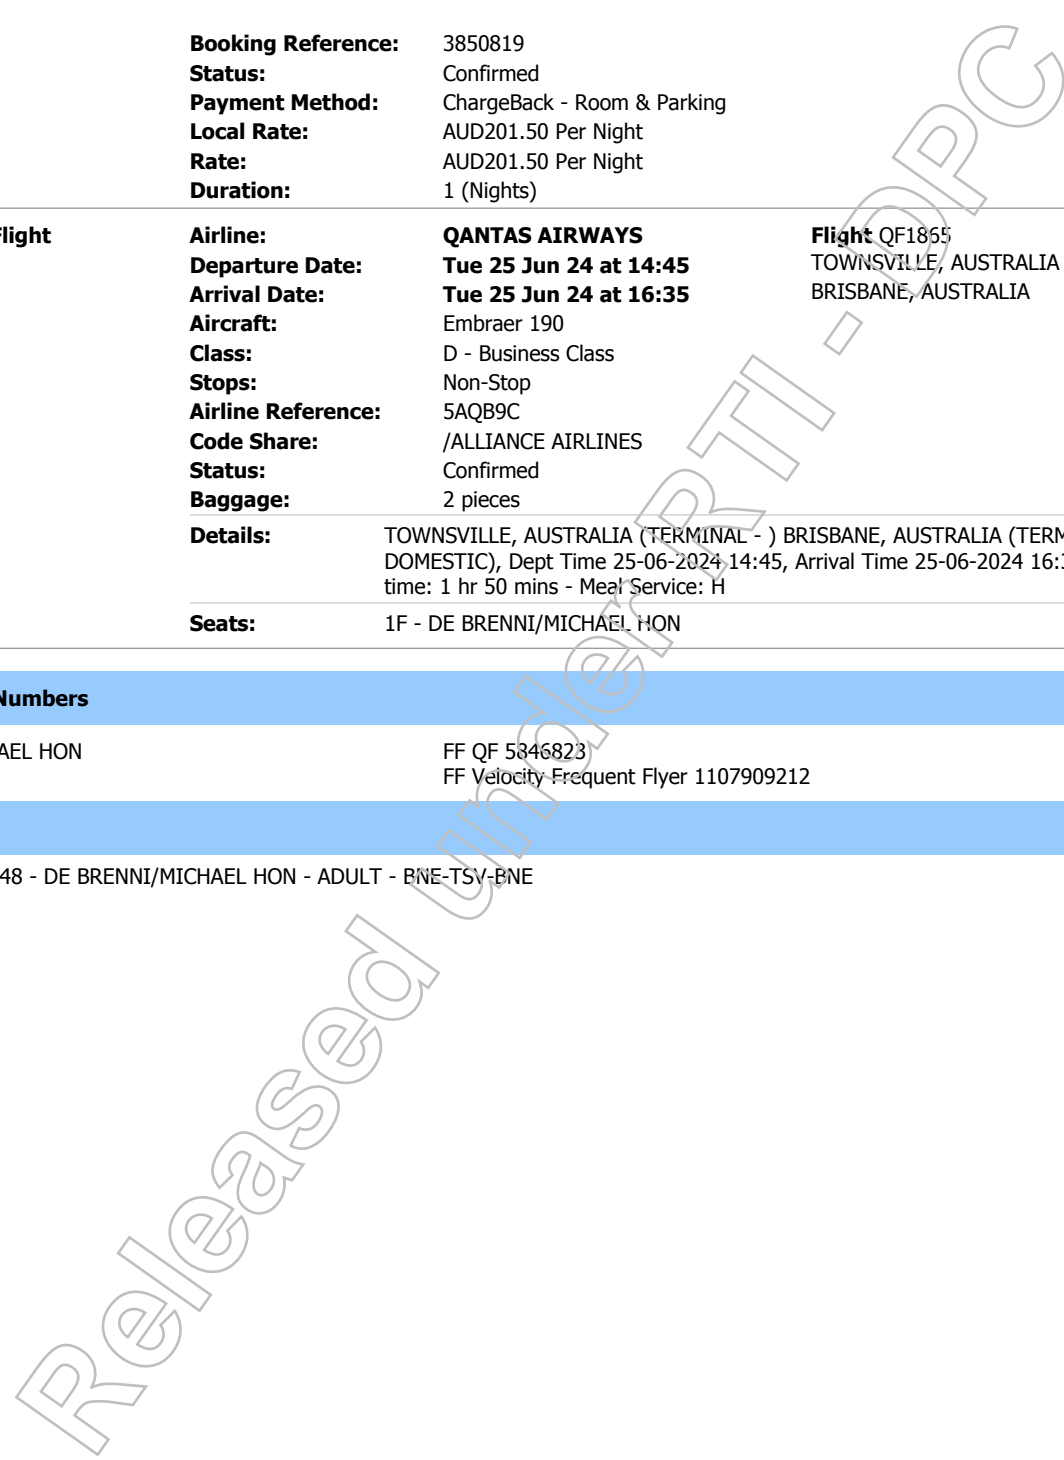 Booking Reference: 3850819
Status: Confirmed
Payment Method: ChargeBack - Room & Parking
Local Rate: AUD201.50 Per Night
Rate: AUD201.50 Per Night
Duration: 1 (Nights)
Flight Airline: QANTAS AIRWAYS Flight QF1865
Departure Date: Tue 25 Jun 24 at 14:45 TOWNSVILLE, AUSTRALIA
Arrival Date: Tue 25 Jun 24 at 16:35 BRISBANE, AUSTRALIA
Aircraft: Embraer 190
Class: D - Business Class
Stops: Non-Stop
Airline Reference: 5AQB9C
Code Share: /ALLIANCE AIRLINES
Status: Confirmed
Baggage: 2 pieces
Details: TOWNSVILLE, AUSTRALIA (TERMINAL - ) BRISBANE, AUSTRALIA (TERM
DOMESTIC), Dept Time 25-06-2024 14:45, Arrival Time 25-06-2024 16:3
time: 1 hr 50 mins - Meal Service: H
Seats: 1F - DE BRENNI/MICHAEL HON
Numbers
AEL HON FF QF 5846823
FF Velocity Frequent Flyer 1107909212
48 - DE BRENNI/MICHAEL HON - ADULT - BNE-TSV-BNE
Released under RTI - DPC